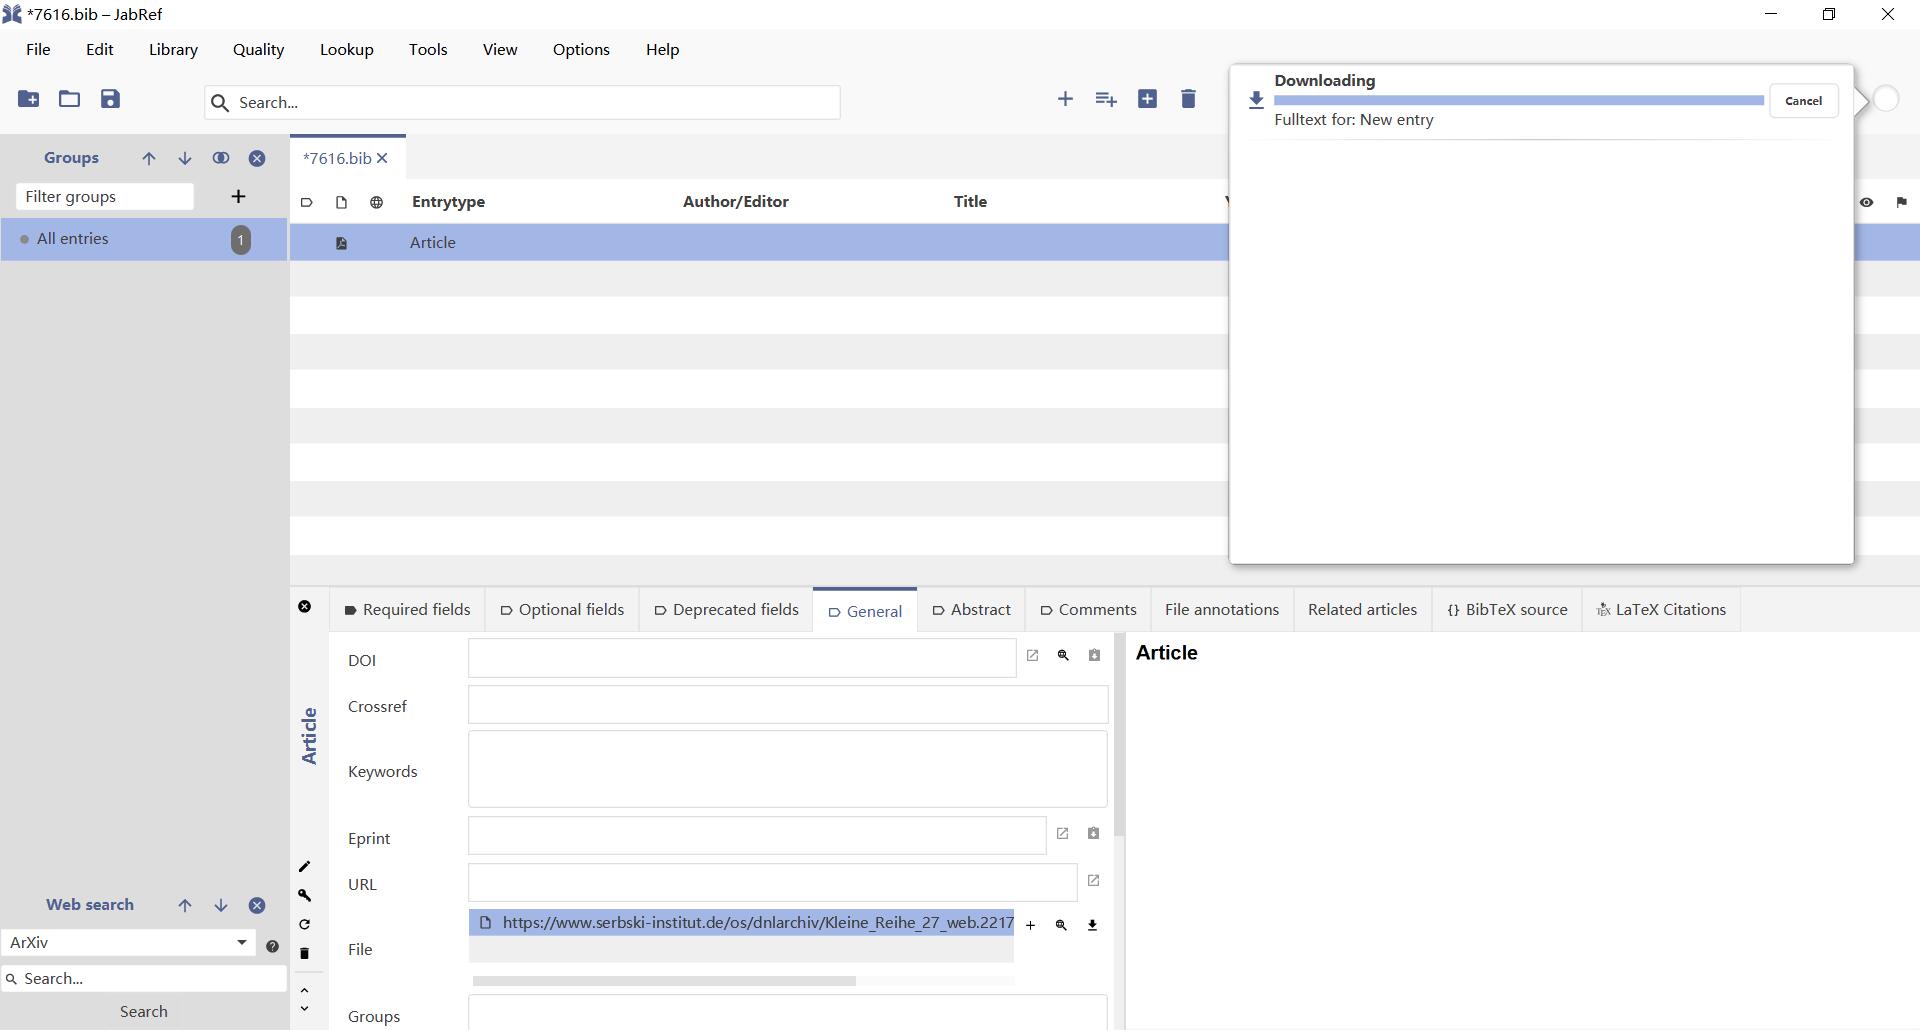 *7616.bib – JabRef
File Edit Library Quality Lookup Tools View Options Help
Search...
Downloading
Fulltext for: New entry
Cancel
Groups
Filter groups
All entries 1
*7616.bib
Entrytype Author/Editor Title
Article
Required fields Optional fields Deprecated fields General Abstract Comments File annotations Related articles {} BibTeX source TEX LaTeX Citations
Article
DOI
Crossref
Keywords
Eprint
URL
File https://www.serbski-institut.de/os/dnlarchiv/Kleine_Reihe_27_web.2217
Groups
Article
Web search
ArXiv
Search...
Search